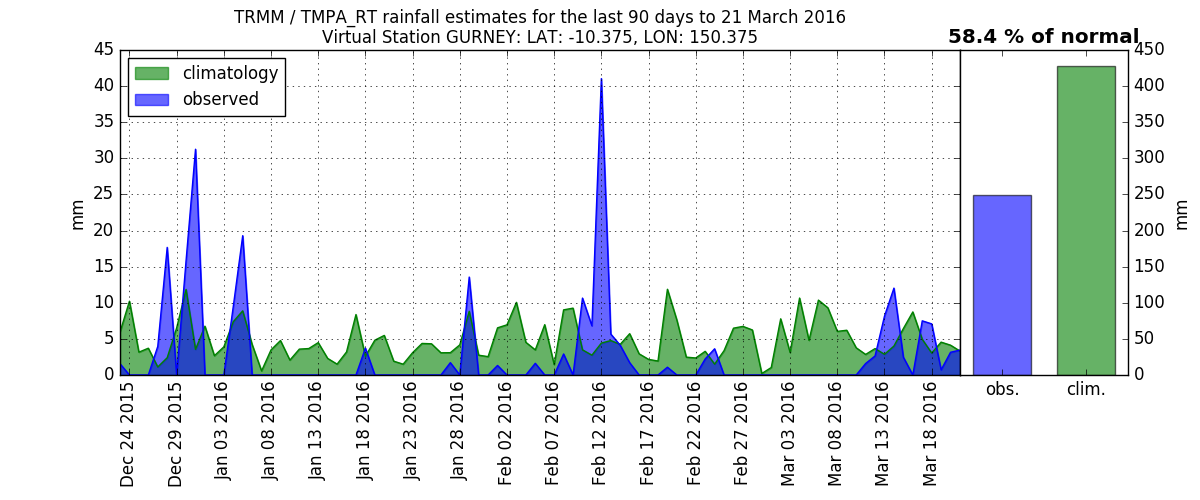 TRMM / TMPA_RT rainfall estimates for the last 90 days to 21 March 2016
Virtual Station GURNEY: LAT: -10.375, LON: 150.375
58.4 % of normal
climatology
observed
mm
45
40
35
30
25
20
15
10
5
0
Dec 24 2015
Dec 29 2015
Jan 03 2016
Jan 08 2016
Jan 13 2016
Jan 18 2016
Jan 23 2016
Jan 28 2016
Feb 02 2016
Feb 07 2016
Feb 12 2016
Feb 17 2016
Feb 22 2016
Feb 27 2016
Mar 03 2016
Mar 08 2016
Mar 13 2016
Mar 18 2016
obs.
clim.
450
400
350
300
250
200
150
100
50
0
mm